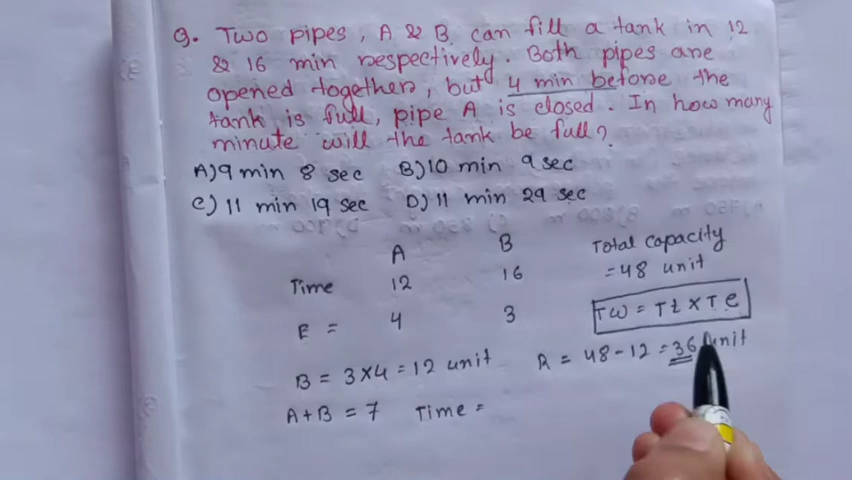 Q. Two pipes, A & B can fill a tank in 12
& 16 min respectively. Both pipes are
opened together, but 4 min before the
tank is full, pipe A is closed. In how many
minute will the tank be full?
A) 9 min 8 sec B) 10 min 9 sec
C) 11 min 19 sec D) 11 min 29 sec
A B Total Capacity
Time 12 16 = 48 unit
E = 4 3 TW = Tt × Te
B = 3 × 4 = 12 unit R = 48 - 12 = 36 unit
A + B = 7 Time =